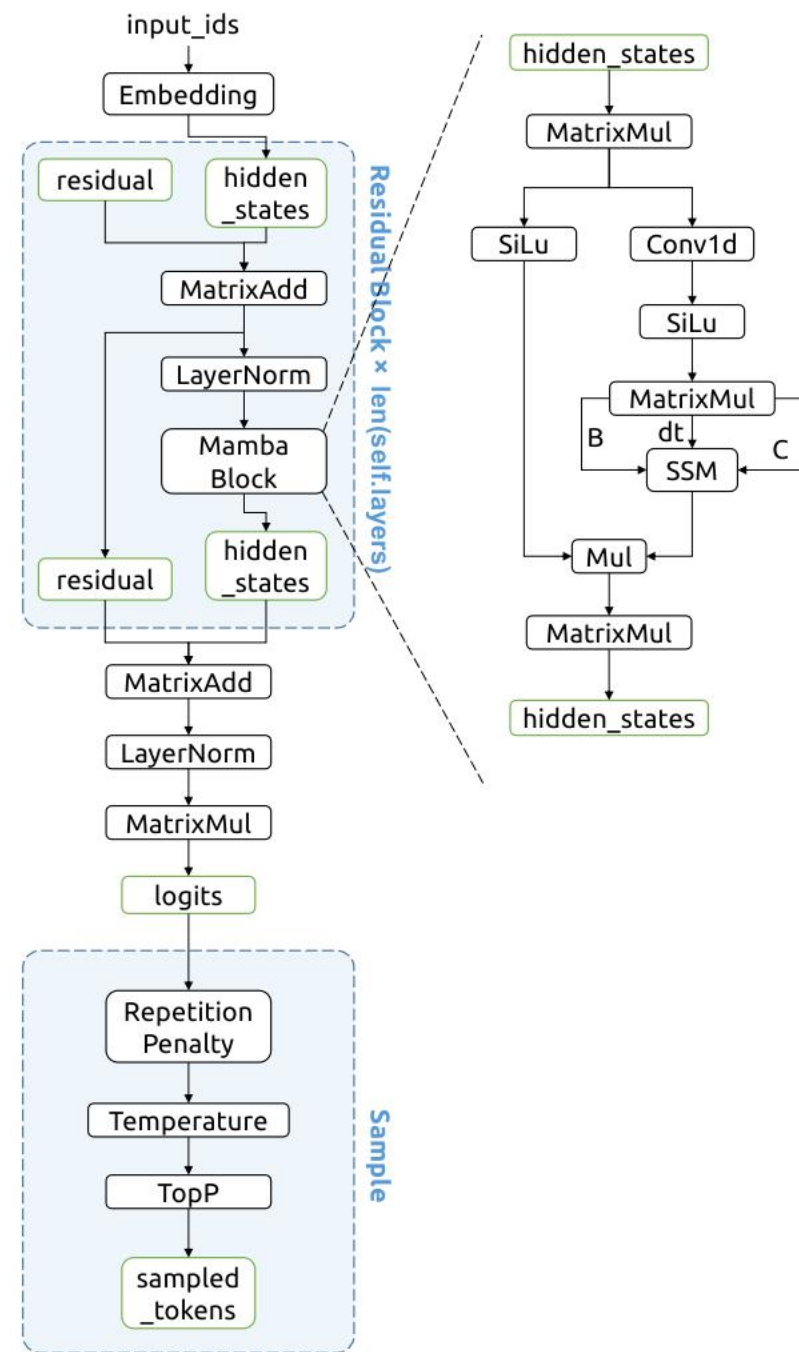 input_ids
Embedding
residual
hidden
_states
MatrixAdd
LayerNorm
Mamba
Block
residual
hidden
_states
Residual Block × len(self.layers)
MatrixAdd
LayerNorm
MatrixMul
logits
Repetition
Penalty
Temperature
TopP
sampled
_tokens
Sample
hidden_states
MatrixMul
SiLu
Conv1d
SiLu
MatrixMul
B
dt
C
SSM
Mul
MatrixMul
hidden_states